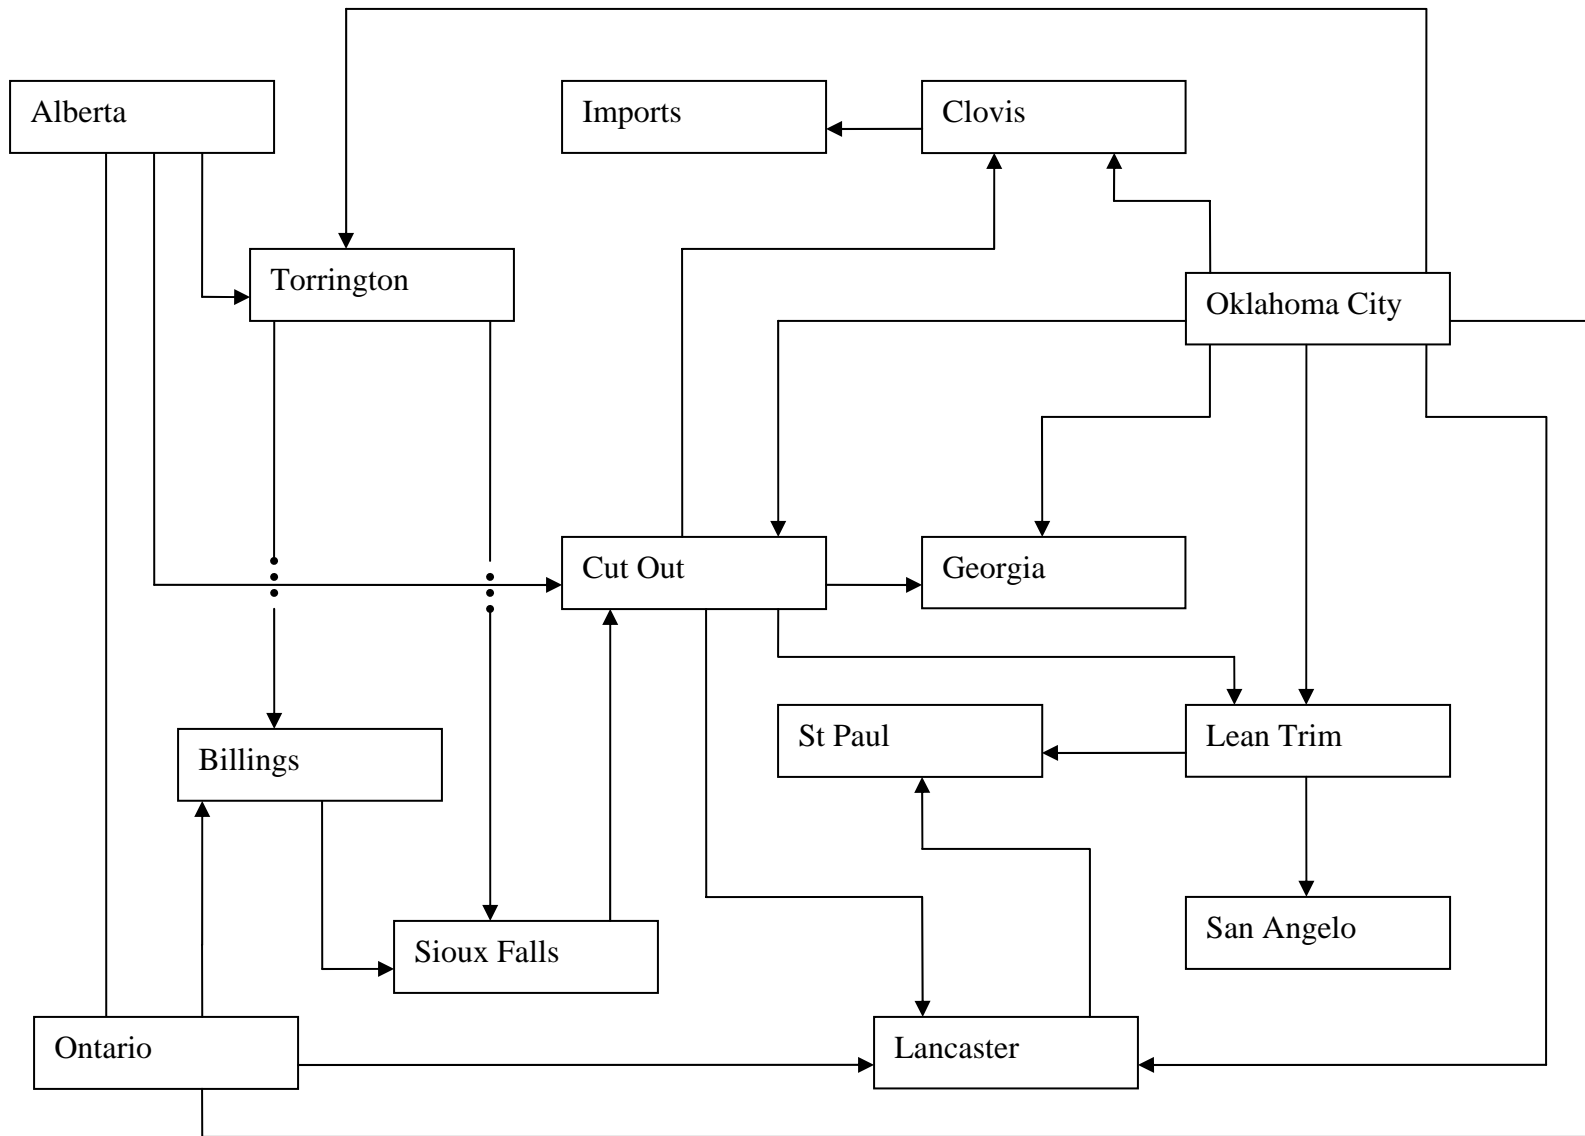 Alberta
Imports
Clovis
Torrington
Oklahoma City
Cut Out
Georgia
St Paul
Lean Trim
Billings
San Angelo
Sioux Falls
Ontario
Lancaster